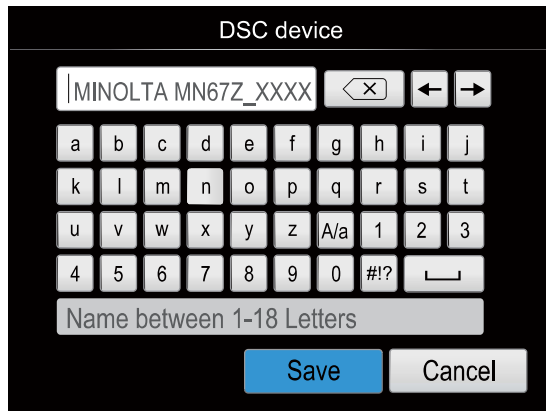 DSC device
MINOLTA MN67Z_XXXX
a b c d e f g h i j
k l m n o p q r s t
u v w x y z A/a 1 2 3
4 5 6 7 8 9 0 #!?
Name between 1-18 Letters
Save Cancel